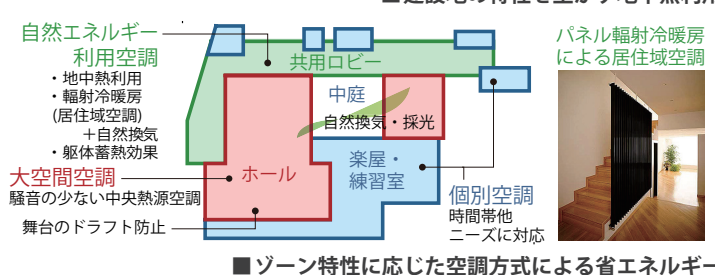 ■建設地の特性を生かす地中熱利用
自然エネルギー
利用空調
・地中熱利用
・輻射冷暖房
(居住域空調)
＋自然換気
・躯体蓄熱効果
大空間空調
騒音の少ない中央熱源空調
舞台のドラフト防止
共用ロビー
中庭
自然換気・採光
ホール
楽屋・
練習室
個別空調
時間帯他
ニーズに対応
パネル輻射冷暖房
による居住域空調
■ゾーン特性に応じた空調方式による省エネルギー